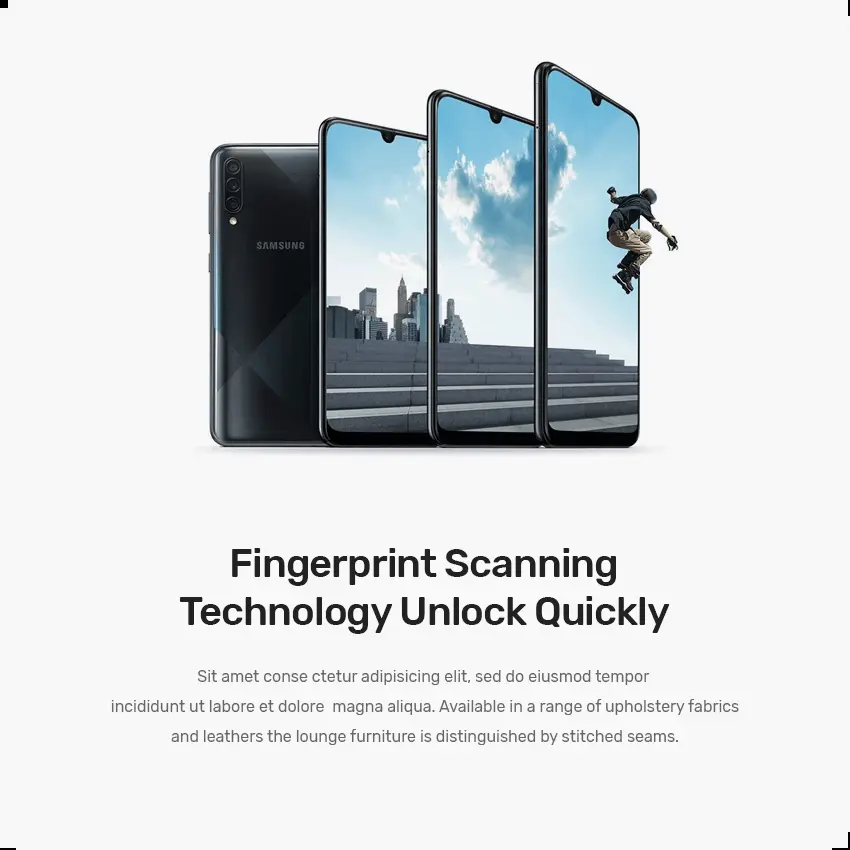 SAMSUNG
Fingerprint Scanning
Technology Unlock Quickly
Sit amet conse ctetur adipisicing elit, sed do eiusmod tempor
incididunt ut labore et dolore  magna aliqua. Available in a range of upholstery fabrics
and leathers the lounge furniture is distinguished by stitched seams.